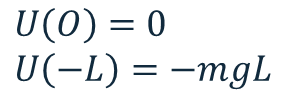 U(O) = 0
U(−L) = −mgL